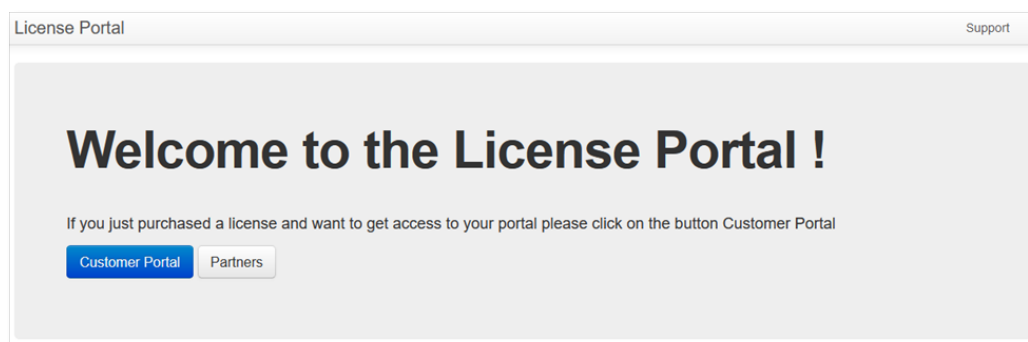 License Portal Support
Welcome to the License Portal !
If you just purchased a license and want to get access to your portal please click on the button Customer Portal
Customer Portal Partners